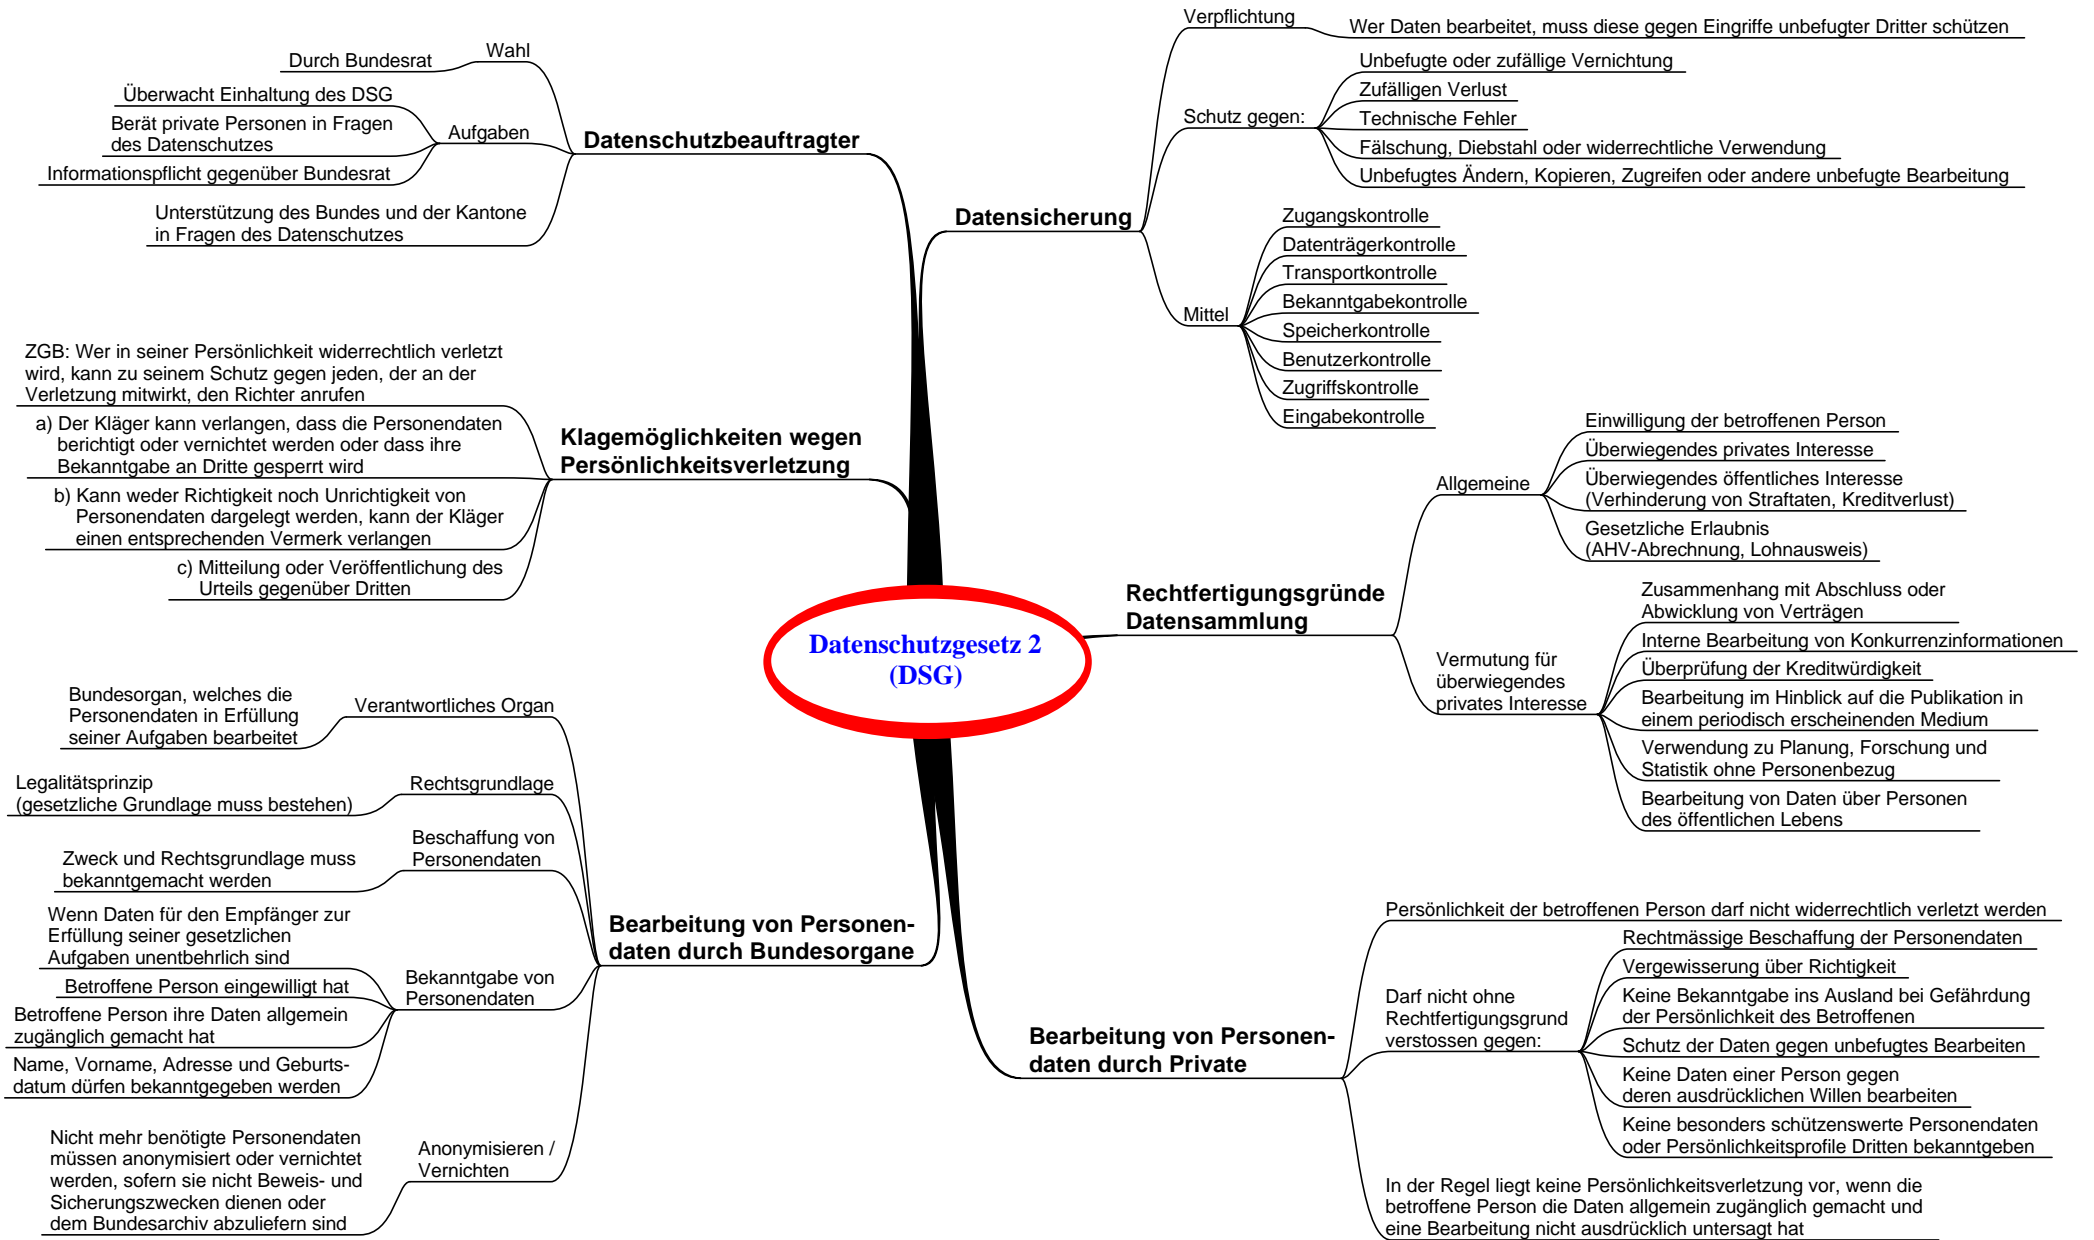 Datenschutzgesetz 2
(DSG)
Datenschutzbeauftragter
Wahl
Durch Bundesrat
Aufgaben
Überwacht Einhaltung des DSG
Berät private Personen in Fragen
des Datenschutzes
Informationspflicht gegenüber Bundesrat
Unterstützung des Bundes und der Kantone
in Fragen des Datenschutzes
Klagemöglichkeiten wegen
Persönlichkeitsverletzung
ZGB: Wer in seiner Persönlichkeit widerrechtlich verletzt
wird, kann zu seinem Schutz gegen jeden, der an der
Verletzung mitwirkt, den Richter anrufen
a) Der Kläger kann verlangen, dass die Personendaten
berichtigt oder vernichtet werden oder dass ihre
Bekanntgabe an Dritte gesperrt wird
b) Kann weder Richtigkeit noch Unrichtigkeit von
Personendaten dargelegt werden, kann der Kläger
einen entsprechenden Vermerk verlangen
c) Mitteilung oder Veröffentlichung des
Urteils gegenüber Dritten
Bearbeitung von Personen-
daten durch Bundesorgane
Verantwortliches Organ
Bundesorgan, welches die
Personendaten in Erfüllung
seiner Aufgaben bearbeitet
Rechtsgrundlage
Legalitätsprinzip
(gesetzliche Grundlage muss bestehen)
Beschaffung von
Personendaten
Zweck und Rechtsgrundlage muss
bekanntgemacht werden
Bekanntgabe von
Personendaten
Wenn Daten für den Empfänger zur
Erfüllung seiner gesetzlichen
Aufgaben unentbehrlich sind
Betroffene Person eingewilligt hat
Betroffene Person ihre Daten allgemein
zugänglich gemacht hat
Name, Vorname, Adresse und Geburts-
datum dürfen bekanntgegeben werden
Anonymisieren /
Vernichten
Nicht mehr benötigte Personendaten
müssen anonymisiert oder vernichtet
werden, sofern sie nicht Beweis- und
Sicherungszwecken dienen oder
dem Bundesarchiv abzuliefern sind
Datensicherung
Verpflichtung
Wer Daten bearbeitet, muss diese gegen Eingriffe unbefugter Dritter schützen
Schutz gegen:
Unbefugte oder zufällige Vernichtung
Zufälligen Verlust
Technische Fehler
Fälschung, Diebstahl oder widerrechtliche Verwendung
Unbefugtes Ändern, Kopieren, Zugreifen oder andere unbefugte Bearbeitung
Mittel
Zugangskontrolle
Datenträgerkontrolle
Transportkontrolle
Bekanntgabekontrolle
Speicherkontrolle
Benutzerkontrolle
Zugriffskontrolle
Eingabekontrolle
Rechtfertigungsgründe
Datensammlung
Allgemeine
Einwilligung der betroffenen Person
Überwiegendes privates Interesse
Überwiegendes öffentliches Interesse
(Verhinderung von Straftaten, Kreditverlust)
Gesetzliche Erlaubnis
(AHV-Abrechnung, Lohnausweis)
Vermutung für
überwiegendes
privates Interesse
Zusammenhang mit Abschluss oder
Abwicklung von Verträgen
Interne Bearbeitung von Konkurrenzinformationen
Überprüfung der Kreditwürdigkeit
Bearbeitung im Hinblick auf die Publikation in
einem periodisch erscheinenden Medium
Verwendung zu Planung, Forschung und
Statistik ohne Personenbezug
Bearbeitung von Daten über Personen
des öffentlichen Lebens
Bearbeitung von Personen-
daten durch Private
Persönlichkeit der betroffenen Person darf nicht widerrechtlich verletzt werden
Darf nicht ohne
Rechtfertigungsgrund
verstossen gegen:
Rechtmässige Beschaffung der Personendaten
Vergewisserung über Richtigkeit
Keine Bekanntgabe ins Ausland bei Gefährdung
der Persönlichkeit des Betroffenen
Schutz der Daten gegen unbefugtes Bearbeiten
Keine Daten einer Person gegen
deren ausdrücklichen Willen bearbeiten
Keine besonders schützenswerte Personendaten
oder Persönlichkeitsprofile Dritten bekanntgeben
In der Regel liegt keine Persönlichkeitsverletzung vor, wenn die
betroffene Person die Daten allgemein zugänglich gemacht und
eine Bearbeitung nicht ausdrücklich untersagt hat